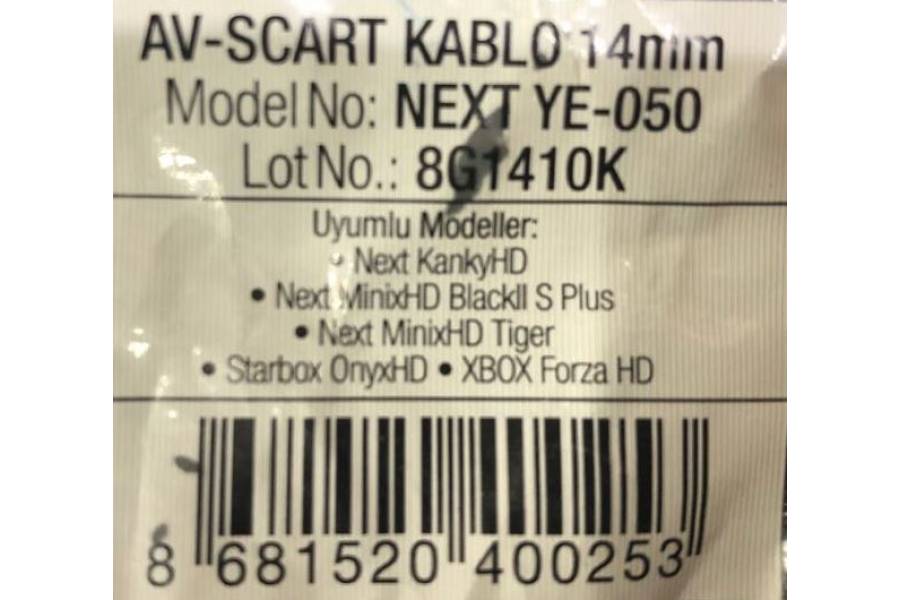 AV-SCART KABLO 14mm
Model No: NEXT YE-050
Lot No.: 8G1410K
Uyumlu Modeller:
• Next KankyHD
• Next MinixHD BlackII S Plus
• Next MinixHD Tiger
• Starbox OnyxHD • XBOX Forza HD
8 681520 400253